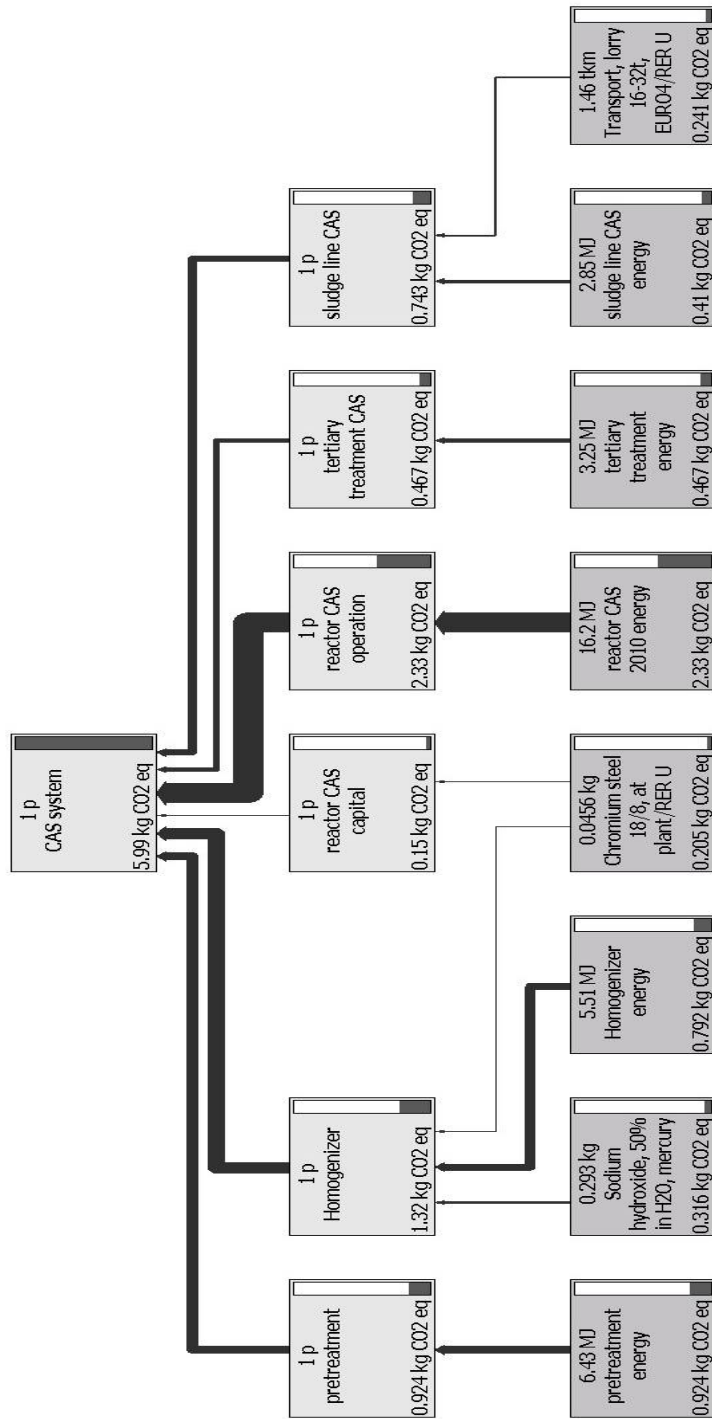 1 p
CAS system
5.99 kg CO2 eq
1 p
pretreatment
0.924 kg CO2 eq
1 p
Homogenizer
1.32 kg CO2 eq
1 p
reactor CAS
capital
0.15 kg CO2 eq
1 p
reactor CAS
operation
2.33 kg CO2 eq
1 p
tertiary
treatment CAS
0.467 kg CO2 eq
1 p
sludge line CAS
0.743 kg CO2 eq
6.43 MJ
pretreatment
energy
0.924 kg CO2 eq
0.293 kg
Sodium
hydroxide, 50%
in H2O, mercury
0.316 kg CO2 eq
5.51 MJ
Homogenizer
energy
0.792 kg CO2 eq
0.0456 kg
Chromium steel
18/8, at
plant/RER U
0.205 kg CO2 eq
16.2 MJ
reactor CAS
2010 energy
2.33 kg CO2 eq
3.25 MJ
tertiary
treatment
energy
0.467 kg CO2 eq
2.85 MJ
sludge line CAS
energy
0.41 kg CO2 eq
1.46 tkm
Transport, lorry
16-32t,
EURO4/RER U
0.241 kg CO2 eq